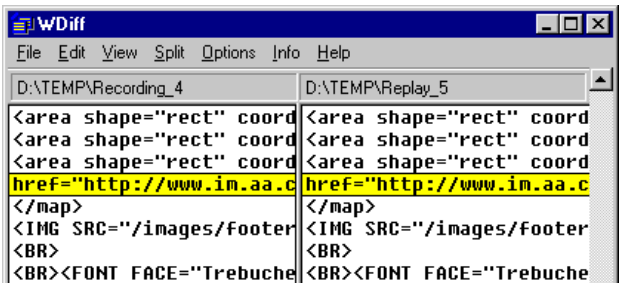 WDiff
File Edit View Split Options Info Help
D:\TEMP\Recording_4 D:\TEMP\Replay_5
<area shape="rect" coord <area shape="rect" coord
<area shape="rect" coord <area shape="rect" coord
<area shape="rect" coord <area shape="rect" coord
href="http://www.im.aa.c href="http://www.im.aa.c
</map> </map>
<IMG SRC="/images/footer <IMG SRC="/images/footer
<BR> <BR>
<BR><FONT FACE="Trebuche <BR><FONT FACE="Trebuche